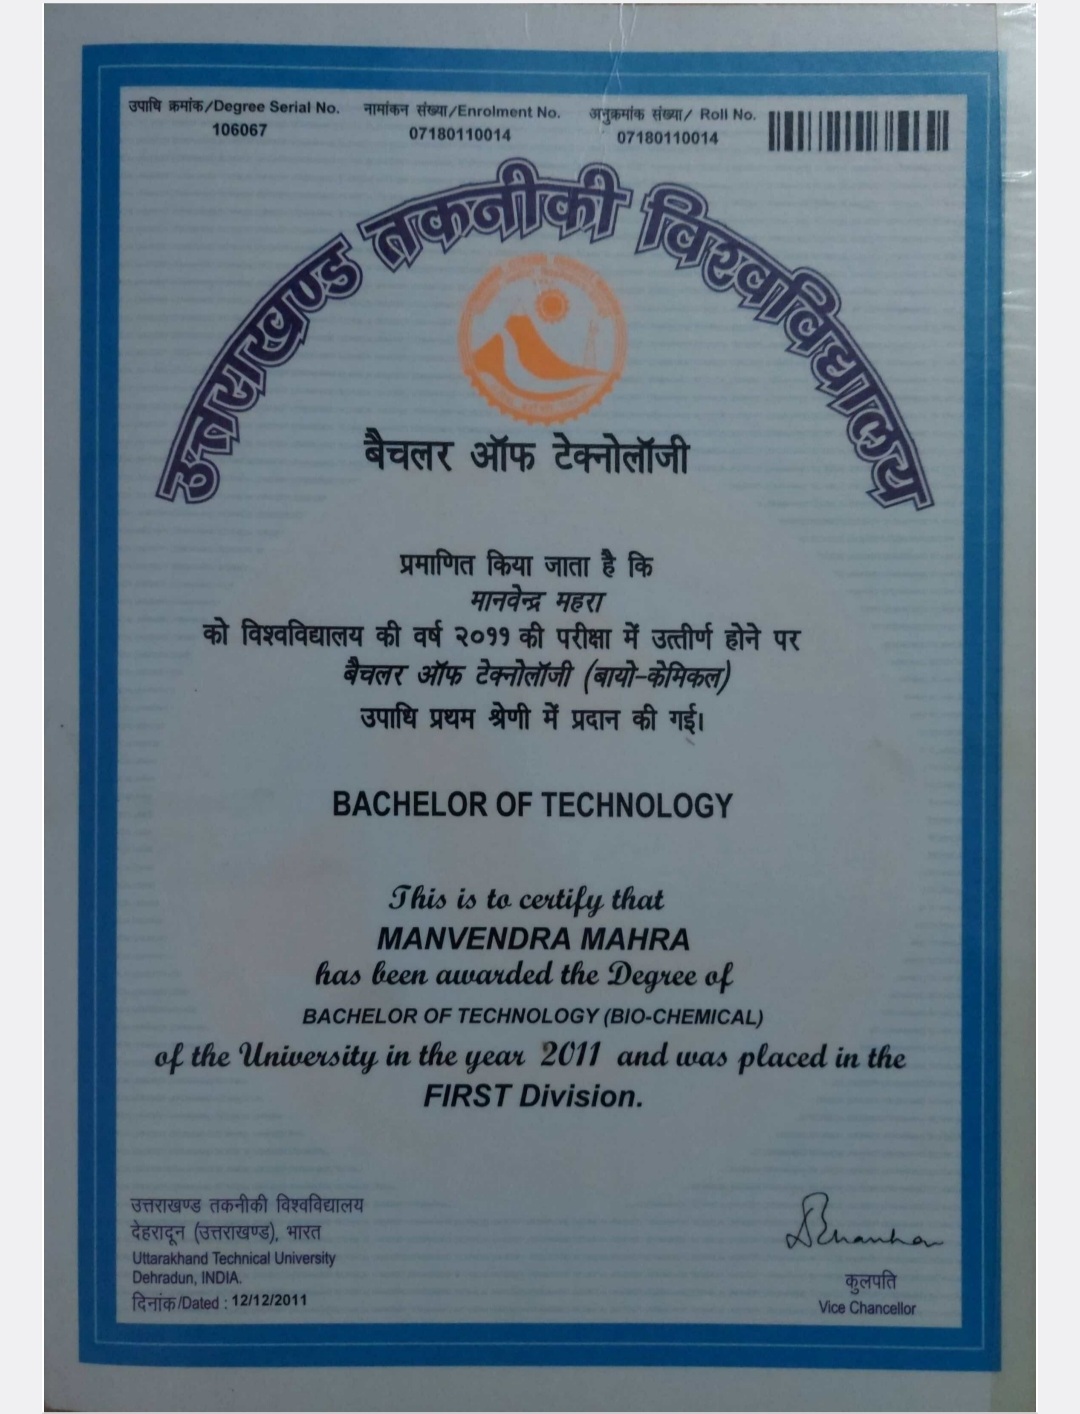 उपाधि क्रमांक/Degree Serial No.
106067
नामांकन संख्या/Enrolment No.
07180110014
अनुक्रमांक संख्या/ Roll No.
07180110014
उत्तराखण्ड तकनीकी विश्वविद्यालय
बैचलर ऑफ टेक्नोलॉजी
प्रमाणित किया जाता है कि
मानवेन्द्र महरा
को विश्वविद्यालय की वर्ष २०११ की परीक्षा में उत्तीर्ण होने पर
बैचलर ऑफ टेक्नोलॉजी (बायो-केमिकल)
उपाधि प्रथम श्रेणी में प्रदान की गई।
BACHELOR OF TECHNOLOGY
This is to certify that
MANVENDRA MAHRA
has been awarded the Degree of
BACHELOR OF TECHNOLOGY (BIO-CHEMICAL)
of the University in the year 2011 and was placed in the
FIRST Division.
उत्तराखण्ड तकनीकी विश्वविद्यालय
देहरादून (उत्तराखण्ड), भारत
Uttarakhand Technical University
Dehradun, INDIA.
दिनांक/Dated : 12/12/2011
कुलपति
Vice Chancellor